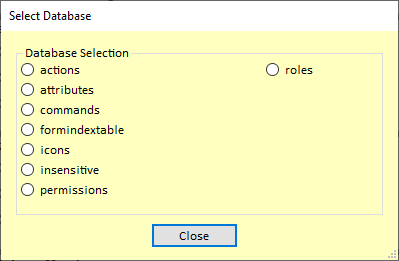 Select Database
Database Selection
actions
attributes
commands
formindextable
icons
insensitive
permissions
roles
Close